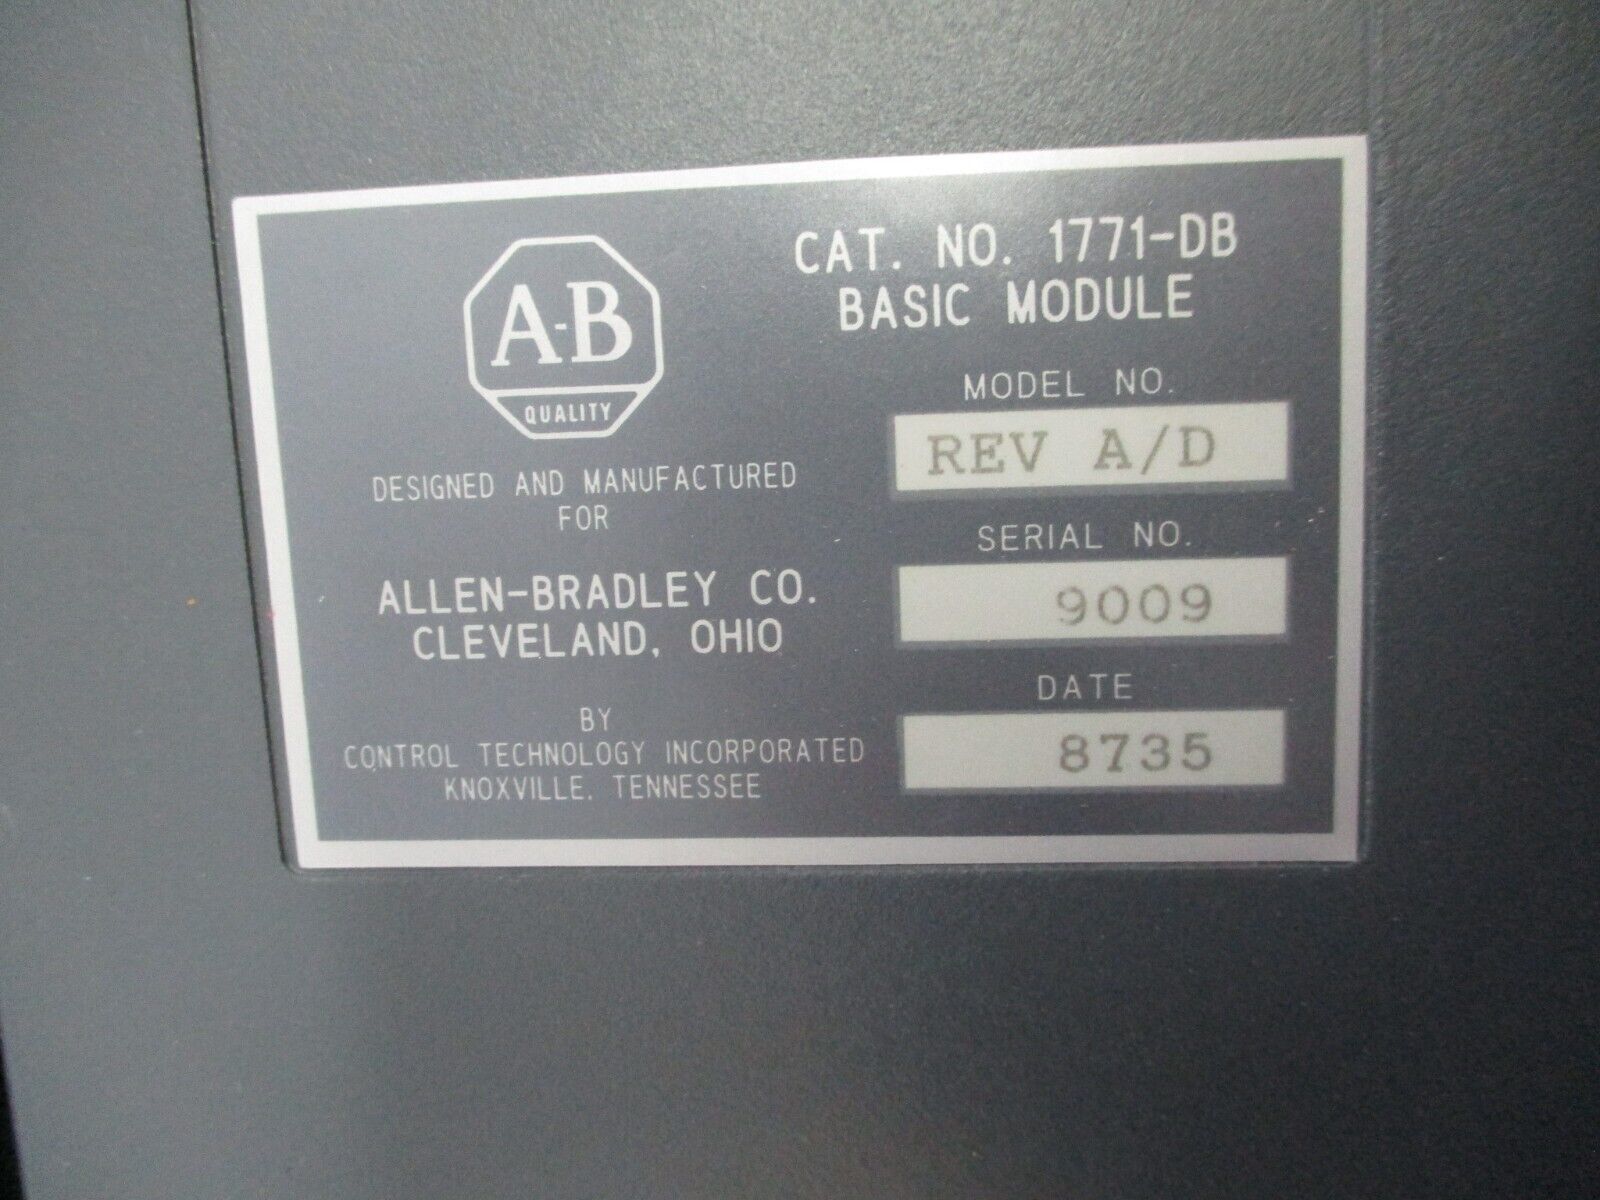 A-B
QUALITY
DESIGNED AND MANUFACTURED
FOR
ALLEN-BRADLEY CO.
CLEVELAND, OHIO
BY
CONTROL TECHNOLOGY INCORPORATED
KNOXVILLE, TENNESSEE
CAT. NO. 1771-DB
BASIC MODULE
MODEL NO.
REV A/D
SERIAL NO.
9009
DATE
8735